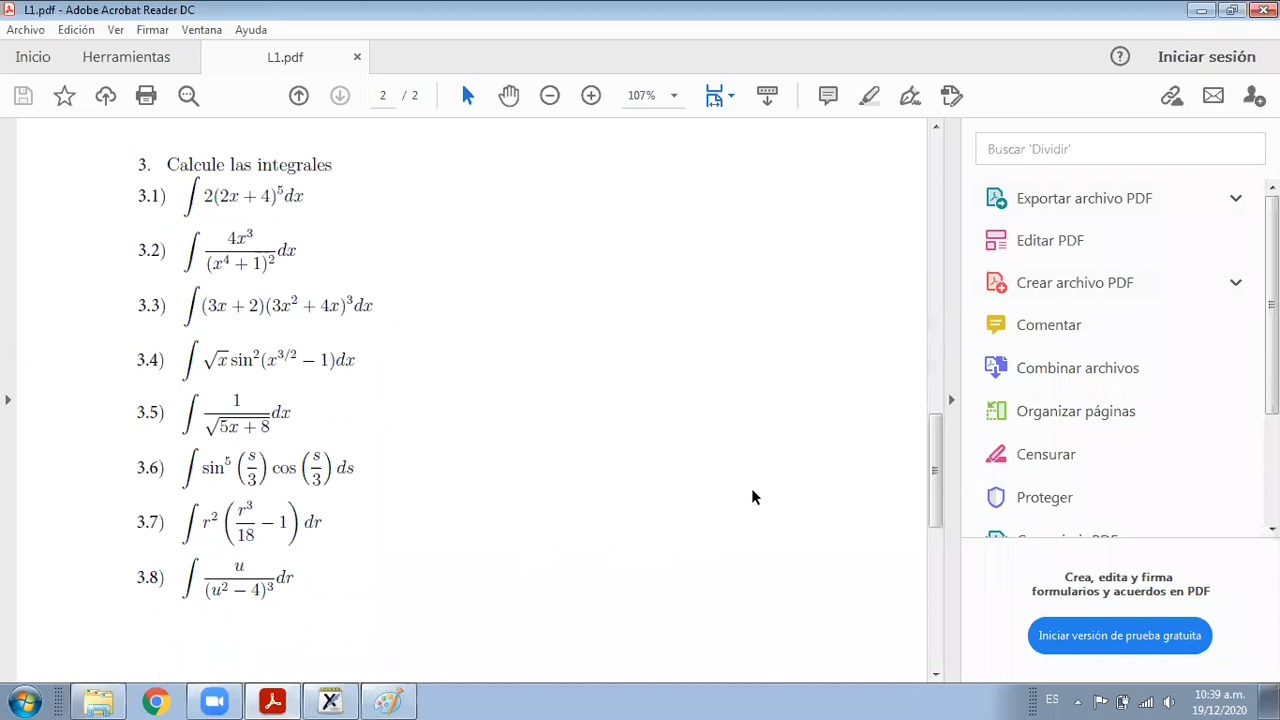 L1.pdf - Adobe Acrobat Reader DC
Archivo Edición Ver Firmar Ventana Ayuda
Inicio Herramientas L1.pdf × Iniciar sesión
2 / 2 107%
3. Calcule las integrales
3.1) ∫ 2(2x + 4)^5 dx
3.2) ∫ 4x^3/(x^4 + 1)^2 dx
3.3) ∫ (3x + 2)(3x^2 + 4x)^3 dx
3.4) ∫ √x sin^2(x^{3/2} − 1)dx
3.5) ∫ 1/√(5x + 8) dx
3.6) ∫ sin^5 (s/3) cos (s/3) ds
3.7) ∫ r^2 (r^3/18 − 1) dr
3.8) ∫ u/(u^2 − 4)^3 dr
Buscar 'Dividir'
Exportar archivo PDF
Editar PDF
Crear archivo PDF
Comentar
Combinar archivos
Organizar páginas
Censurar
Proteger
Crea, edita y firma
formularios y acuerdos en PDF
Iniciar versión de prueba gratuita
ES
10:39 a.m.
19/12/2020